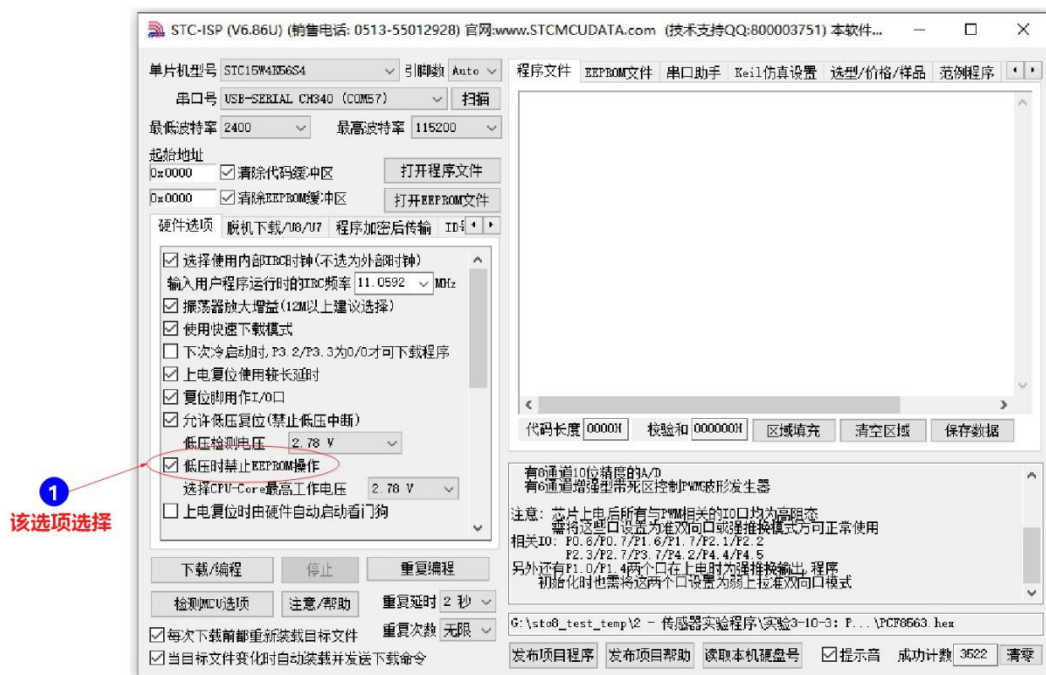 STC-ISP (V6.86U) (销售电话: 0513-55012928) 官网:www.STCMCUDATA.com (技术支持QQ:800003751) 本软件...
单片机型号 STC15W4K56S4 引脚数 Auto
串口号 USB-SERIAL CH340 (COM57) 扫描
最低波特率 2400 最高波特率 115200
起始地址
0x0000 清除代码缓冲区 打开程序文件
0x0000 清除EEPROM缓冲区 打开EEPROM文件
硬件选项 脱机下载/U8/U7 程序加密后传输
选择使用内部IRC时钟(不选为外部时钟)
输入用户程序运行时的IRC频率 11.0592 MHz
振荡器放大增益(12M以上建议选择)
使用快速下载模式
下次冷启动时,P3.2/P3.3为0/0才可下载程序
上电复位使用较长延时
复位脚用作I/O口
允许低压复位(禁止低压中断)
低压检测电压 2.78 V
低压时禁止EEPROM操作
选择CPU-Core最高工作电压 2.78 V
上电复位时由硬件自动启动看门狗
1
该选项选择
下载/编程 停止 重复编程
检测MCU选项 注意/帮助 重复延时 2 秒
重复次数 无限
每次下载前都重新装载目标文件
当目标文件变化时自动装载并发送下载命令
程序文件 EEPROM文件 串口助手 Keil仿真设置 选型/价格/样品 范例程序
代码长度 0000H 校验和 000000H 区域填充 清空区域 保存数据
有8通道10位精度的A/D
有6通道增强型带死区控制PWM波形发生器
注意: 芯片上电后所有与PWM相关的IO口均为高阻态
需将这些口设置为准双向口或强推挽模式方可正常使用
相关IO: P0.6/P0.7/P1.6/P1.7/P2.1/P2.2
P2.3/P2.7/P3.7/P4.2/P4.4/P4.5
另外还有P1.0/P1.4两个口在上电时为强推挽输出,程序
初始化时也需将这两个口设置为弱上拉准双向口模式
G:\stc8_test_temp\2 - 传感器实验程序\实验3-10-3: P...\PCF8563.hex
发布项目程序 发布项目帮助 读取本机硬盘号 提示音 成功计数 3522 清零